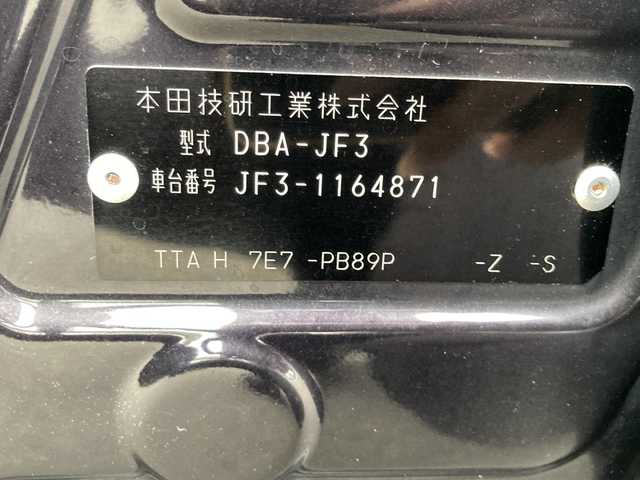 本田技研工業株式会社
型式 DBA-JF3
車台番号 JF3-1164871
TTA H 7E7 -PB89P -Z -S